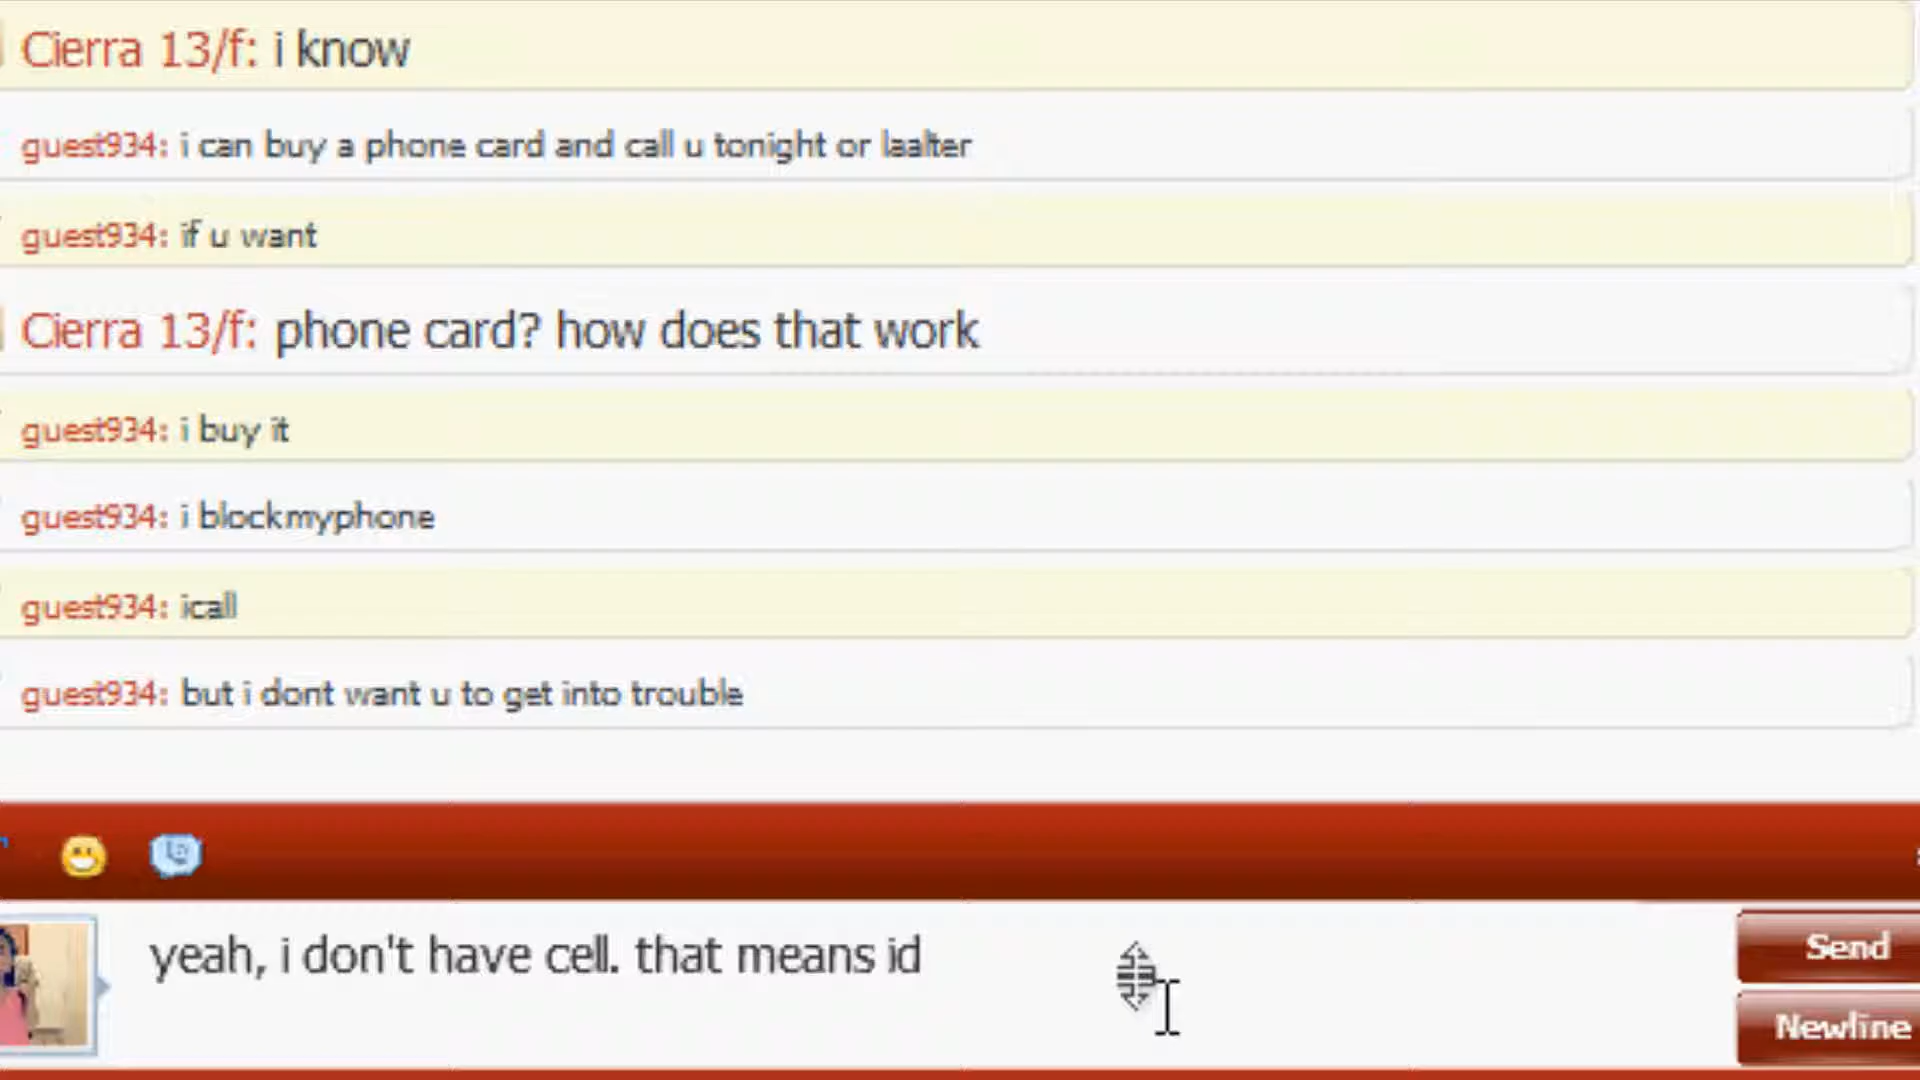 Cierra 13/f: i know
guest934: i can buy a phone card and call u tonight or laalter
guest934: if u want
Cierra 13/f: phone card? how does that work
guest934: i buy it
guest934: i blockmyphone
guest934: icall
guest934: but i dont want u to get into trouble
yeah, i don't have cell. that means id
Send
Newline